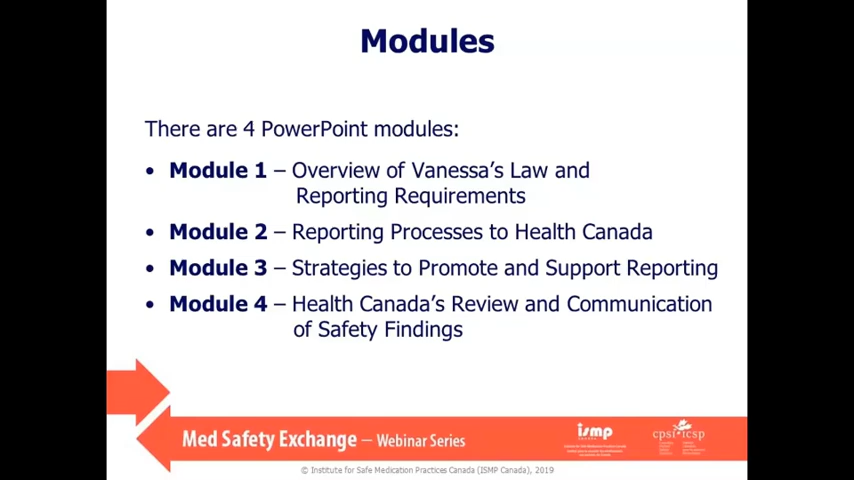 Modules
There are 4 PowerPoint modules:
• Module 1 – Overview of Vanessa's Law and
Reporting Requirements
• Module 2 – Reporting Processes to Health Canada
• Module 3 – Strategies to Promote and Support Reporting
• Module 4 – Health Canada's Review and Communication
of Safety Findings
Med Safety Exchange – Webinar Series
ismp
CANADA
cpsi icsp
© Institute for Safe Medication Practices Canada (ISMP Canada), 2019